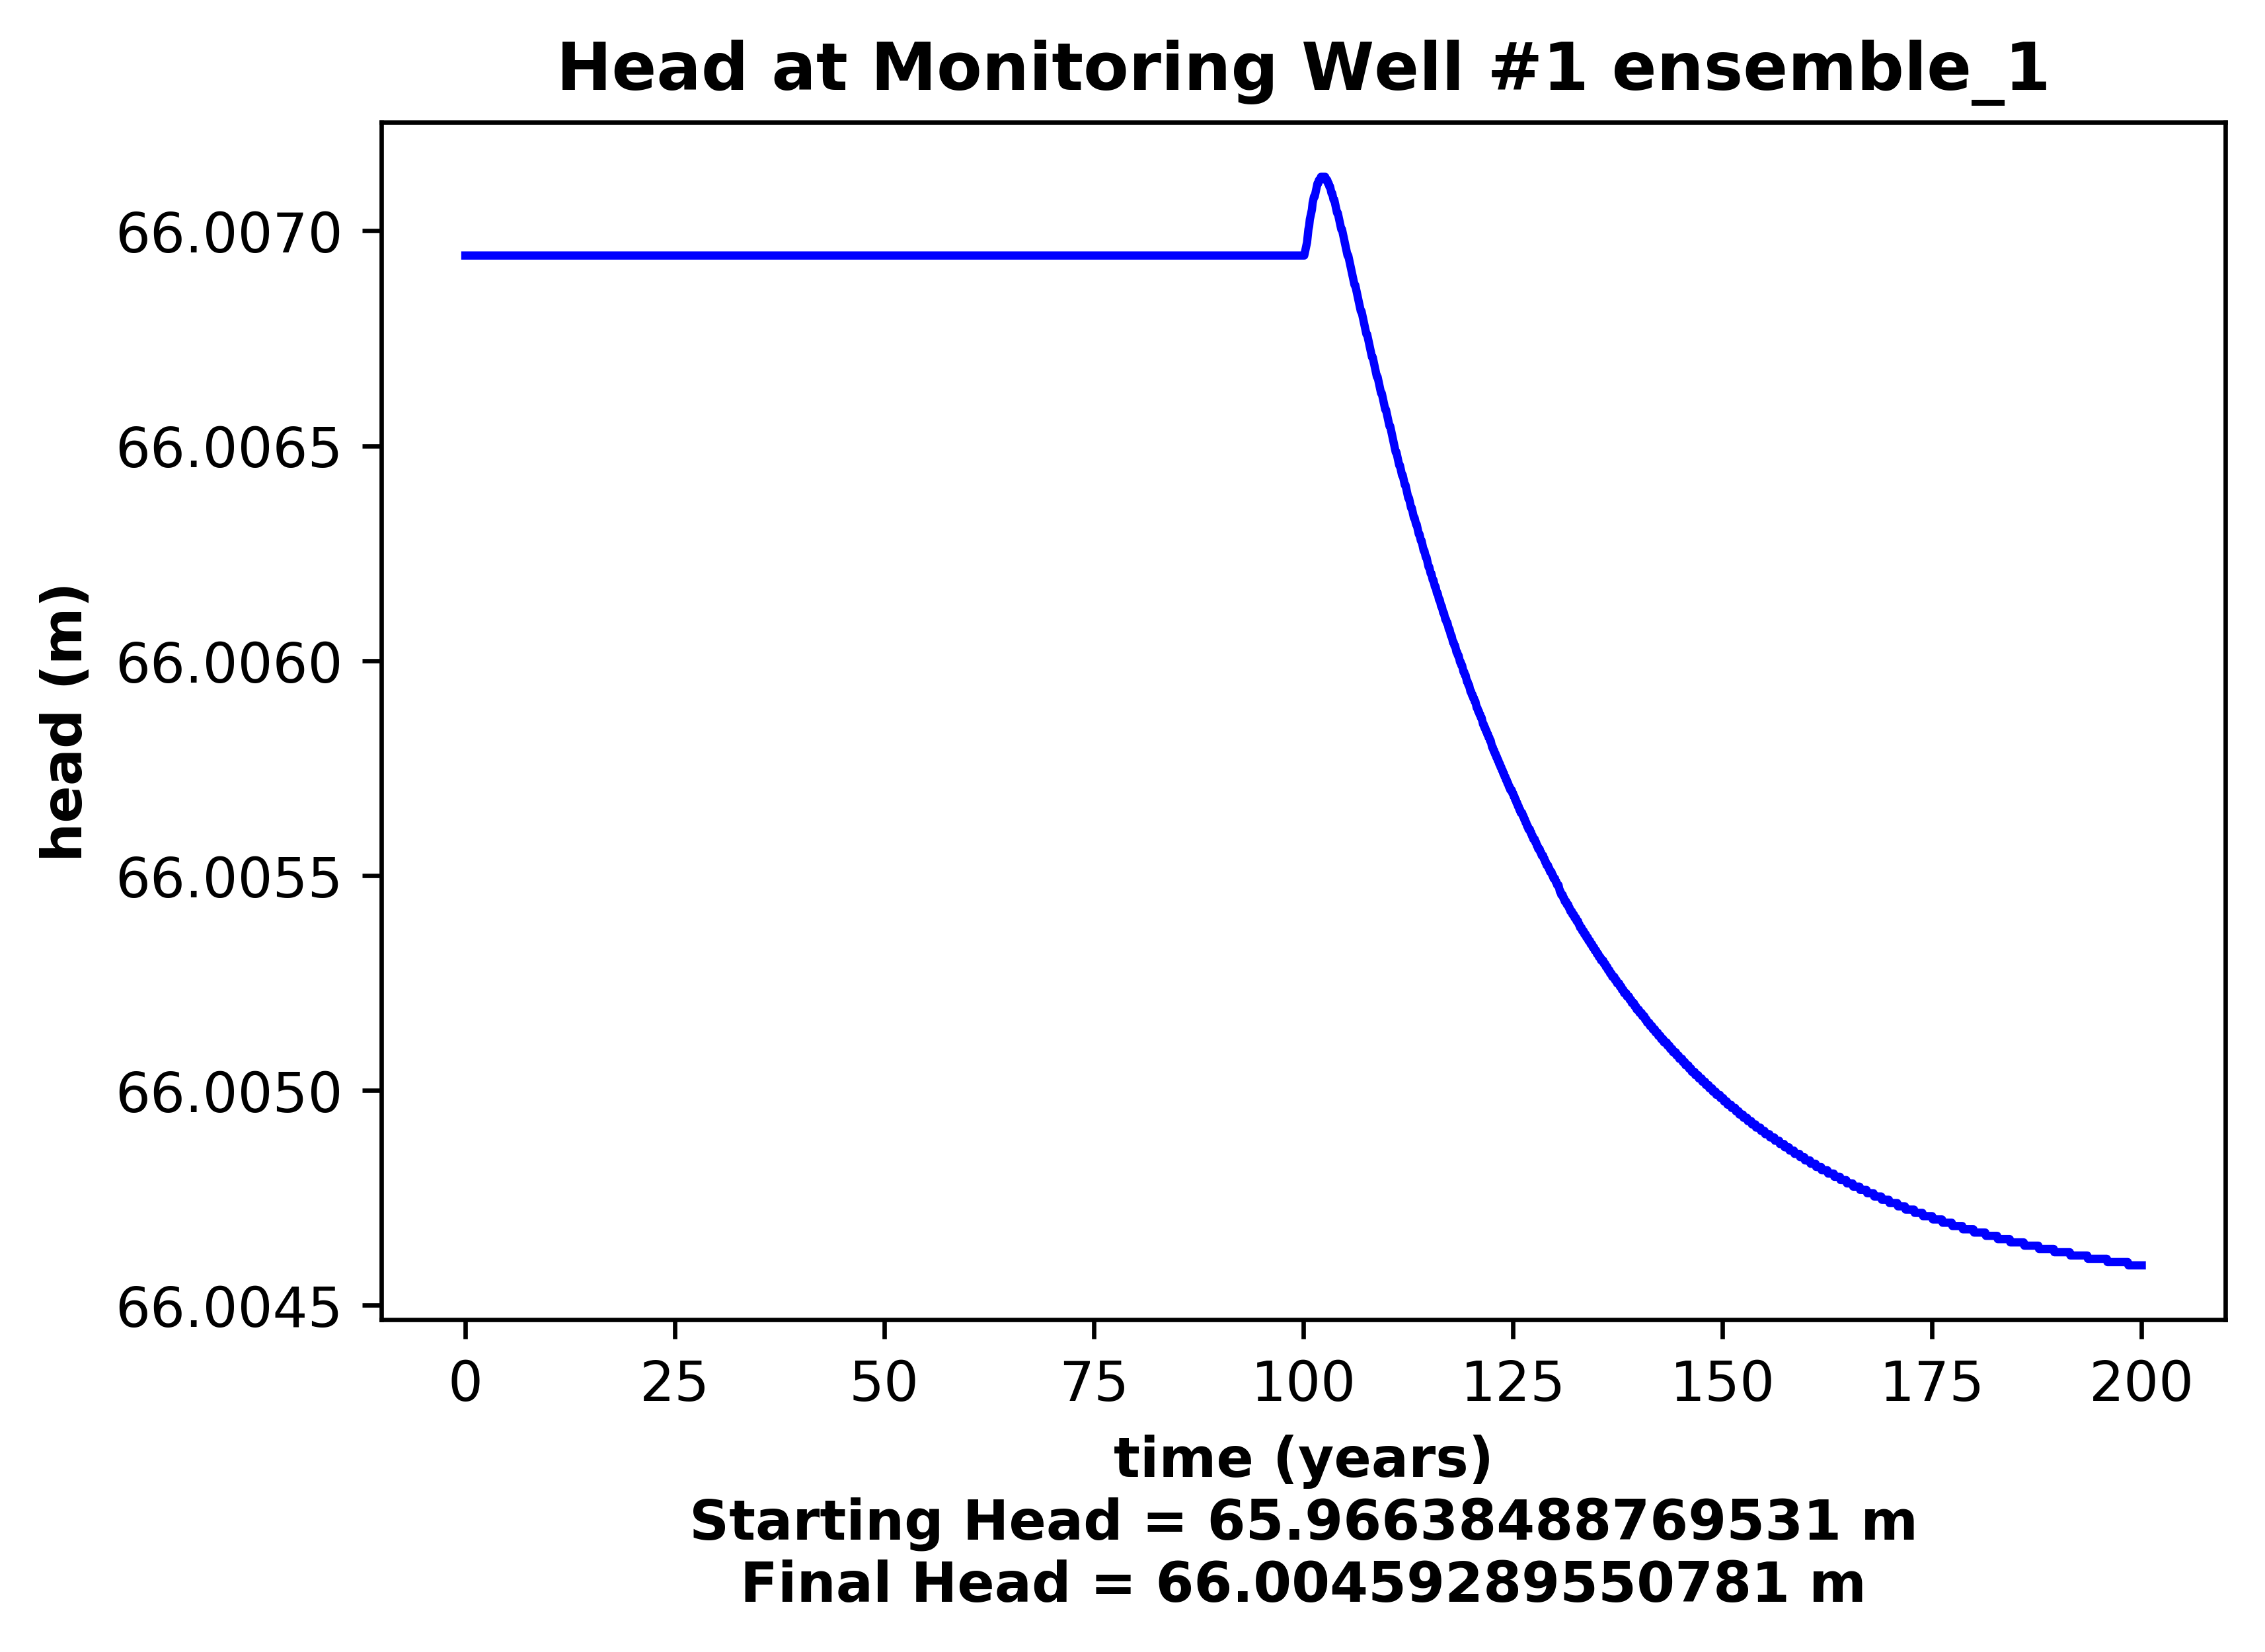 Head at Monitoring Well #1 ensemble_1
66.0070
66.0065
66.0060
66.0055
66.0050
66.0045
head (m)
0 25 50 75 100 125 150 175 200
time (years)
Starting Head = 65.96638488769531 m
Final Head = 66.00459289550781 m